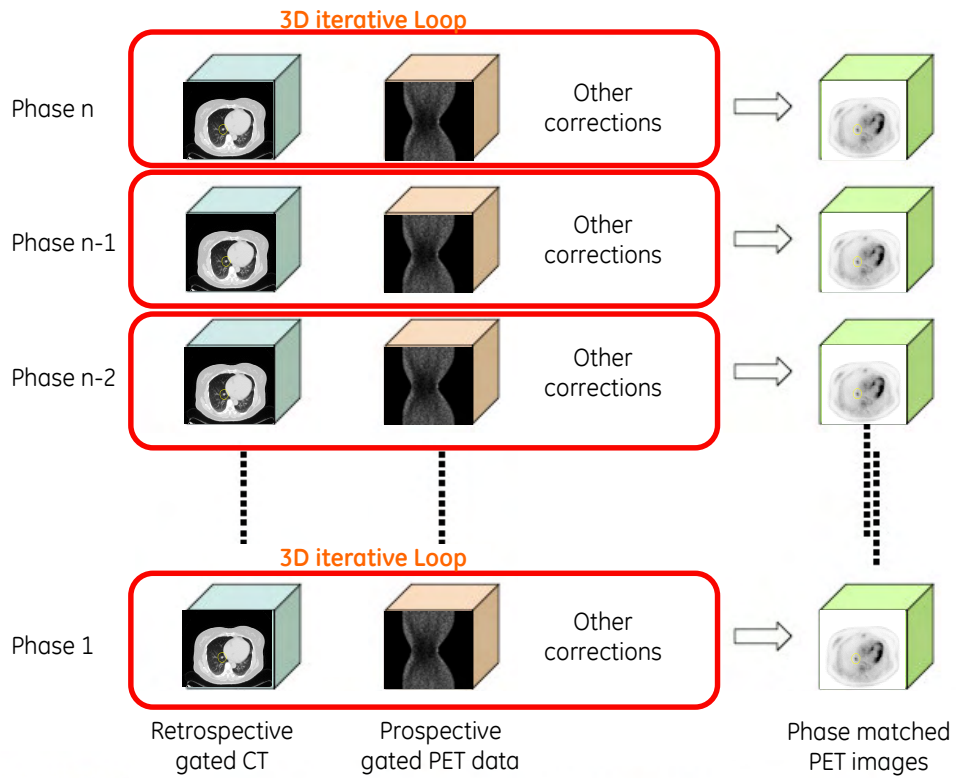 3D iterative Loop
Phase n
Other
corrections
Phase n-1
Other
corrections
Phase n-2
Other
corrections
3D iterative Loop
Phase 1
Other
corrections
Retrospective
gated CT
Prospective
gated PET data
Phase matched
PET images